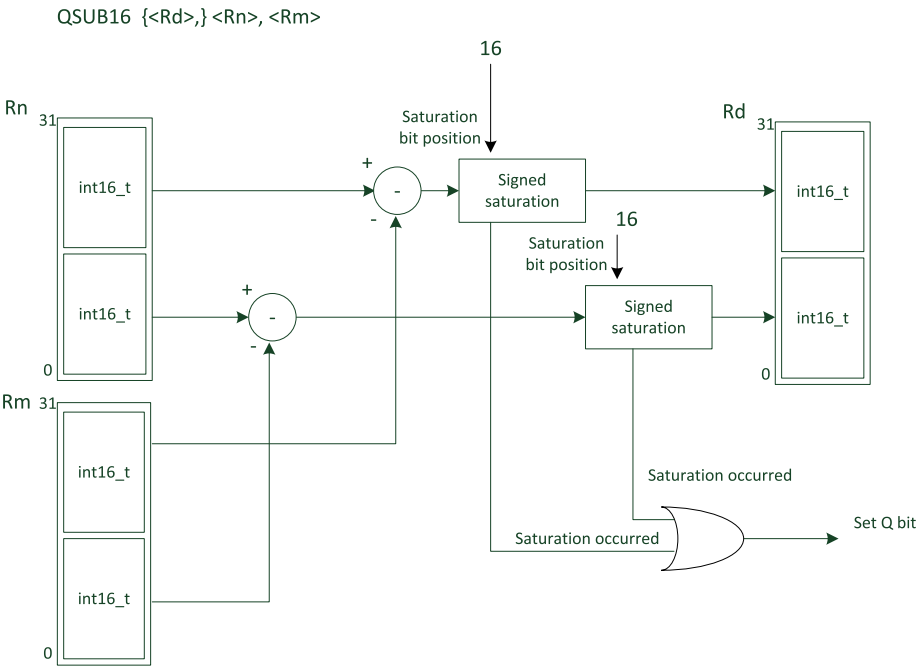 QSUB16 {<Rd>,} <Rn>, <Rm>
16
Rn
31
Saturation
bit position
Rd
31
+
int16_t
-
-
Signed
saturation
int16_t
16
Saturation
bit position
+
int16_t
-
-
Signed
saturation
int16_t
0
0
Rm
31
int16_t
Saturation occurred
Set Q bit
Saturation occurred
int16_t
0